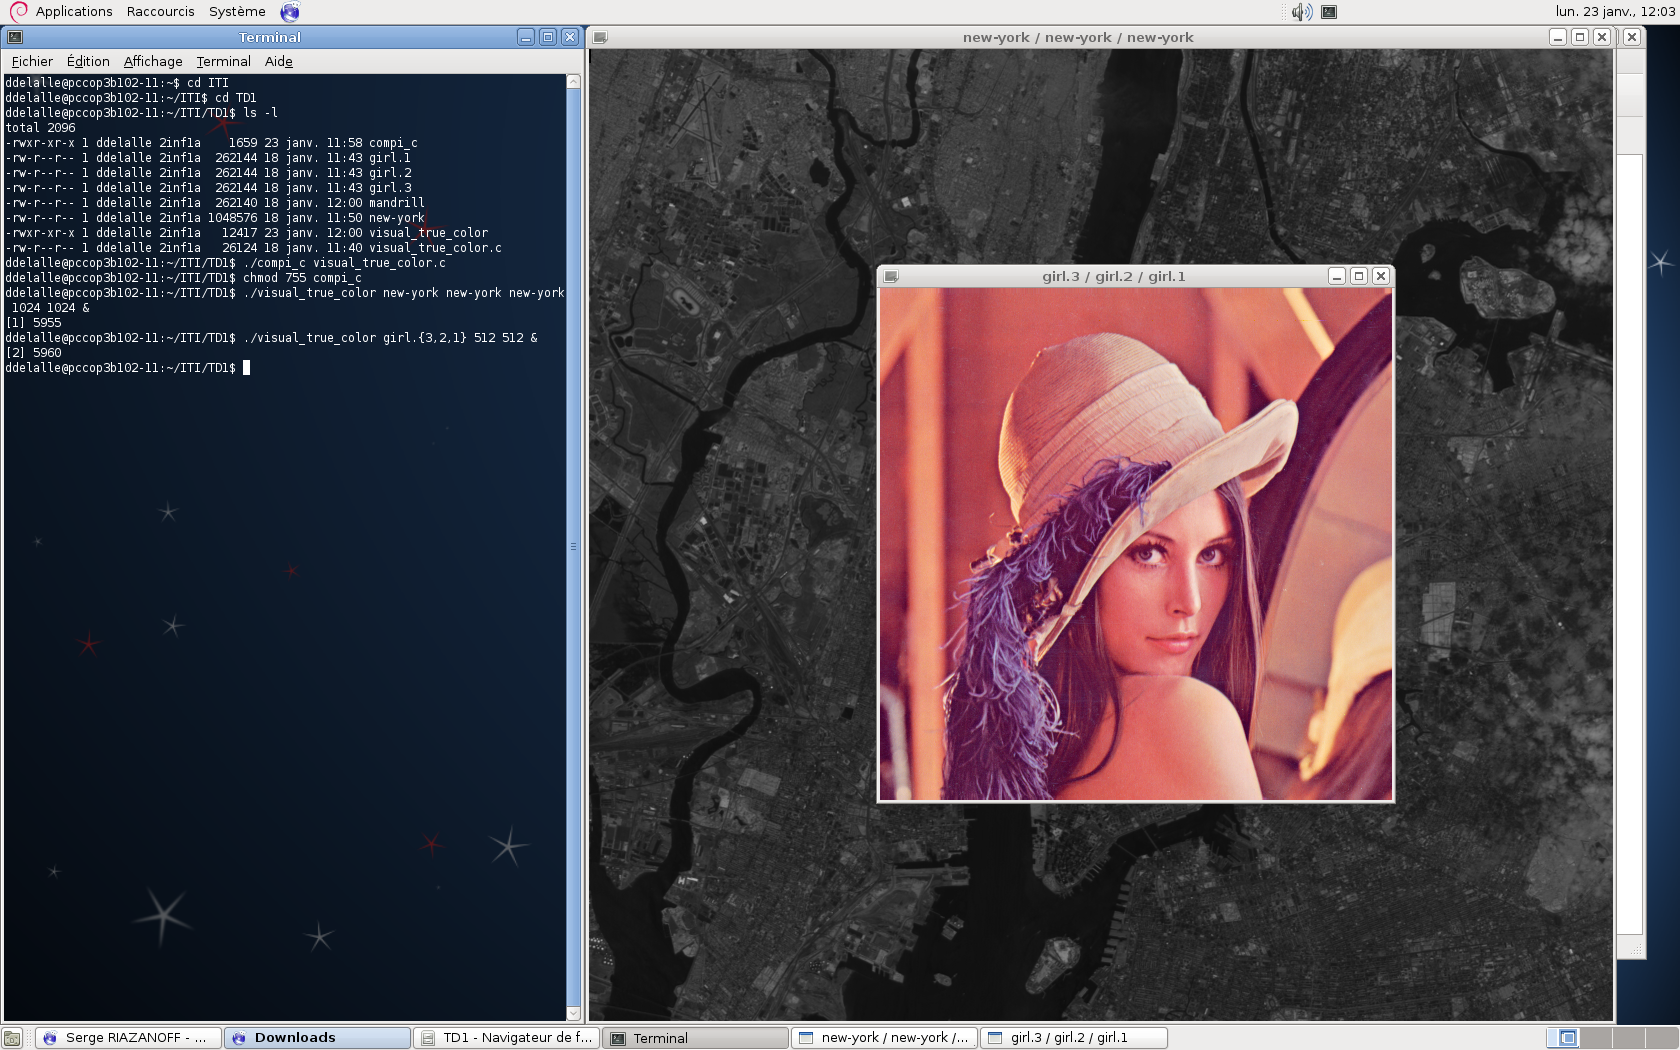 Applications Raccourcis Système
lun. 23 janv., 12:03
Terminal
Fichier Édition Affichage Terminal Aide
ddelalle@pccop3b102-11:~$ cd ITI
ddelalle@pccop3b102-11:~/ITI$ cd TD1
ddelalle@pccop3b102-11:~/ITI/TD1$ ls -l
total 2096
-rwxr-xr-x 1 ddelalle 2inf1a    1659 23 janv. 11:58 compi_c
-rw-r--r-- 1 ddelalle 2inf1a  262144 18 janv. 11:43 girl.1
-rw-r--r-- 1 ddelalle 2inf1a  262144 18 janv. 11:43 girl.2
-rw-r--r-- 1 ddelalle 2inf1a  262144 18 janv. 11:43 girl.3
-rw-r--r-- 1 ddelalle 2inf1a  262140 18 janv. 12:00 mandrill
-rw-r--r-- 1 ddelalle 2inf1a 1048576 18 janv. 11:50 new-york
-rwxr-xr-x 1 ddelalle 2inf1a   12417 23 janv. 12:00 visual_true_color
-rw-r--r-- 1 ddelalle 2inf1a   26124 18 janv. 11:40 visual_true_color.c
ddelalle@pccop3b102-11:~/ITI/TD1$ ./compi_c visual_true_color.c
ddelalle@pccop3b102-11:~/ITI/TD1$ chmod 755 compi_c
ddelalle@pccop3b102-11:~/ITI/TD1$ ./visual_true_color new-york new-york new-york
1024 1024 &
[1] 5955
ddelalle@pccop3b102-11:~/ITI/TD1$ ./visual_true_color girl.{3,2,1} 512 512 &
[2] 5960
ddelalle@pccop3b102-11:~/ITI/TD1$
new-york / new-york / new-york
girl.3 / girl.2 / girl.1
Serge RIAZANOFF - ...
Downloads
TD1 - Navigateur de f...
Terminal
new-york / new-york /...
girl.3 / girl.2 / girl.1